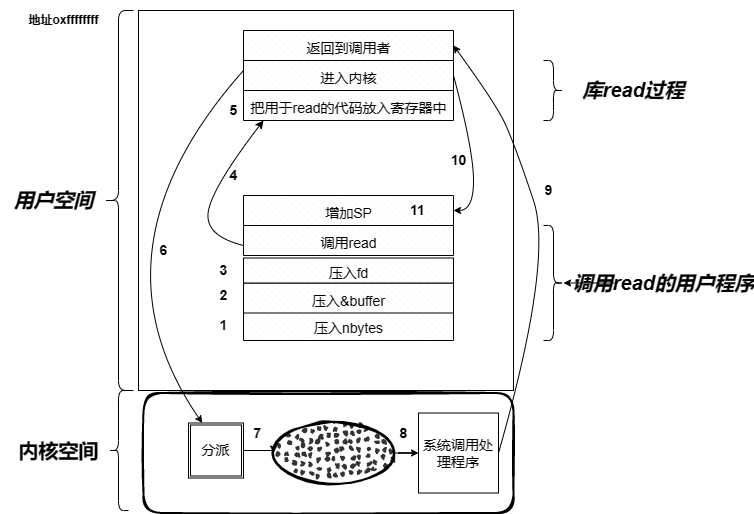 地址oxffffffff
返回到调用者
进入内核
5
把用于read的代码放入寄存器中
库read过程
4
10
9
用户空间
增加SP
11
调用read
6
3
压入fd
2
压入&buffer
1
压入nbytes
调用read的用户程序
内核空间
分派
7
8
系统调用处
理程序